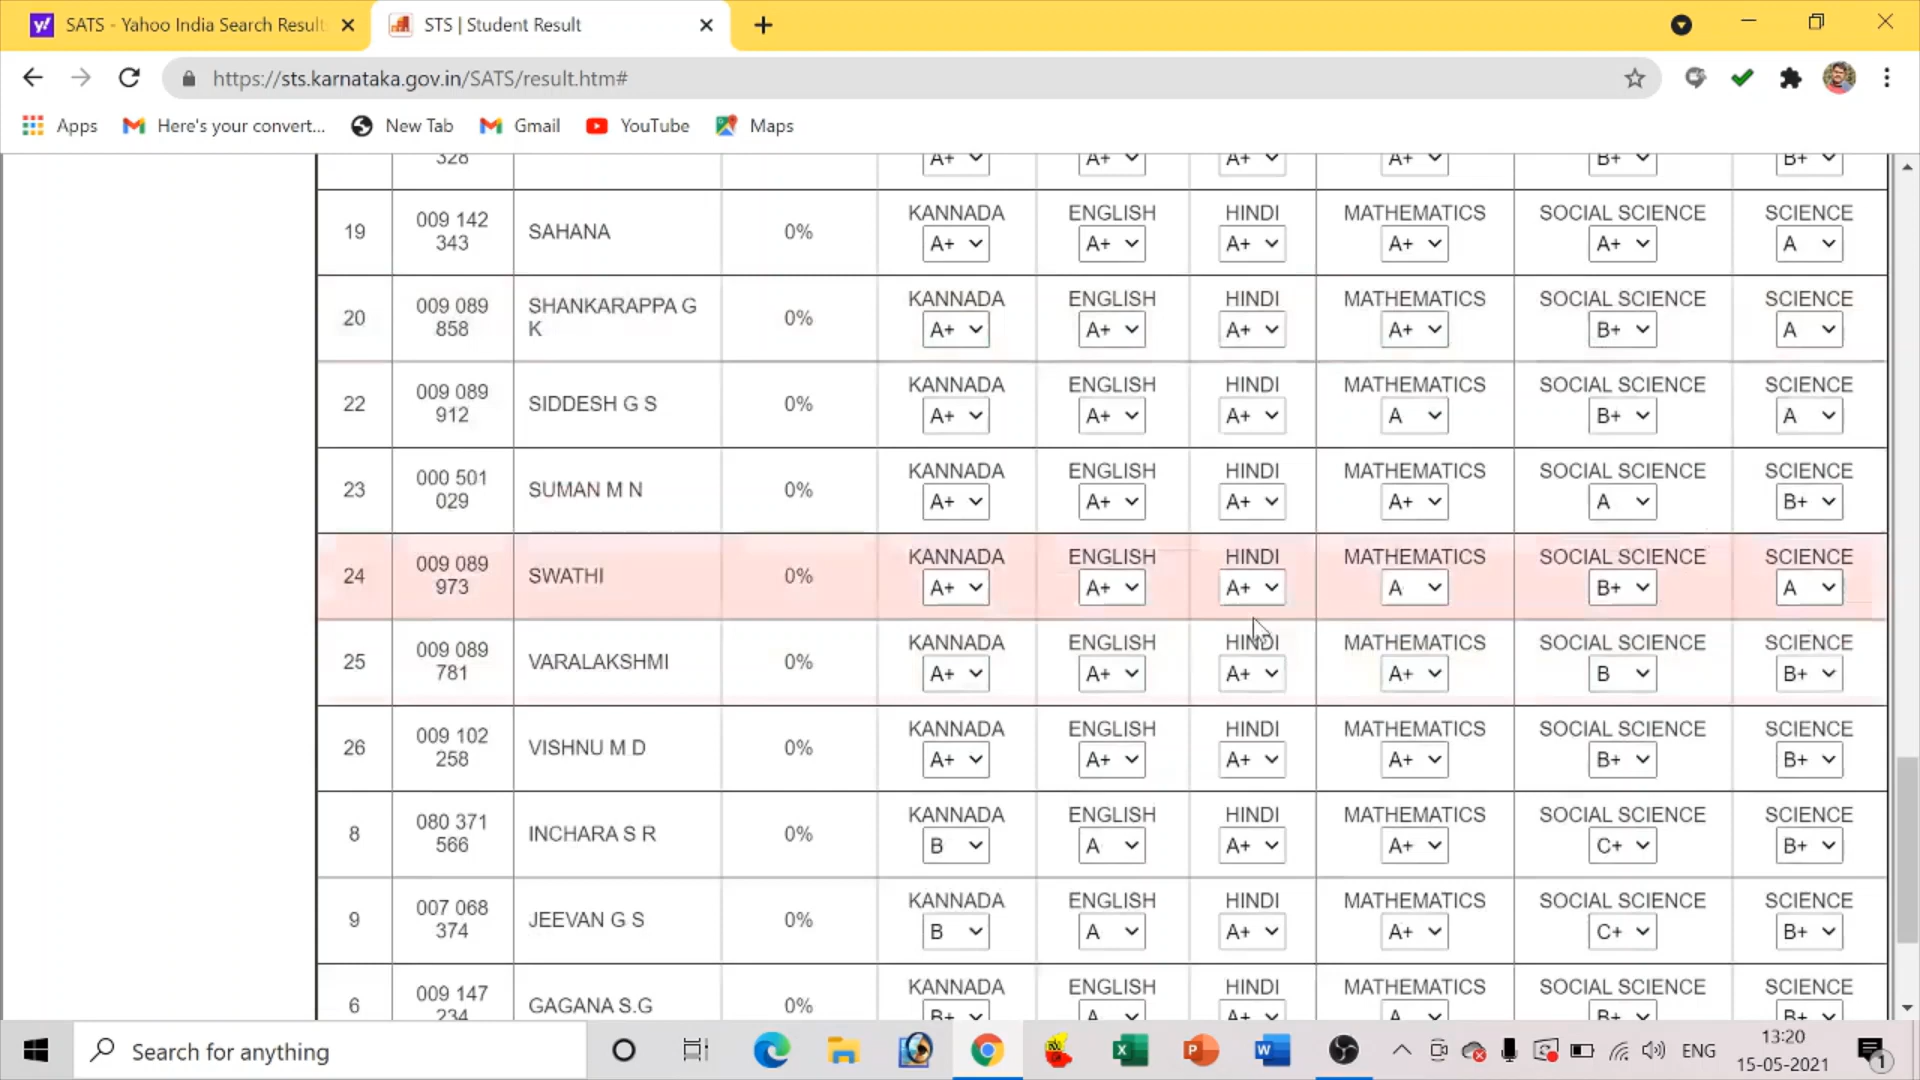 SATS - Yahoo India Search Result
STS | Student Result
https://sts.karnataka.gov.in/SATS/result.htm#
Apps Here's your convert... New Tab Gmail YouTube Maps
328 A+ A+ A+ A+ B+ B+
KANNADA ENGLISH HINDI MATHEMATICS SOCIAL SCIENCE SCIENCE
19 009 142 343 SAHANA 0% A+ A+ A+ A+ A+ A
KANNADA ENGLISH HINDI MATHEMATICS SOCIAL SCIENCE SCIENCE
20 009 089 858 SHANKARAPPA G K 0% A+ A+ A+ A+ B+ A
KANNADA ENGLISH HINDI MATHEMATICS SOCIAL SCIENCE SCIENCE
22 009 089 912 SIDDESH G S 0% A+ A+ A+ A B+ A
KANNADA ENGLISH HINDI MATHEMATICS SOCIAL SCIENCE SCIENCE
23 000 501 029 SUMAN M N 0% A+ A+ A+ A+ A B+
KANNADA ENGLISH HINDI MATHEMATICS SOCIAL SCIENCE SCIENCE
24 009 089 973 SWATHI 0% A+ A+ A+ A B+ A
KANNADA ENGLISH HINDI MATHEMATICS SOCIAL SCIENCE SCIENCE
25 009 089 781 VARALAKSHMI 0% A+ A+ A+ A+ B B+
KANNADA ENGLISH HINDI MATHEMATICS SOCIAL SCIENCE SCIENCE
26 009 102 258 VISHNU M D 0% A+ A+ A+ A+ B+ B+
KANNADA ENGLISH HINDI MATHEMATICS SOCIAL SCIENCE SCIENCE
8 080 371 566 INCHARA S R 0% B A A+ A+ C+ B+
KANNADA ENGLISH HINDI MATHEMATICS SOCIAL SCIENCE SCIENCE
9 007 068 374 JEEVAN G S 0% B A A+ A+ C+ B+
KANNADA ENGLISH HINDI MATHEMATICS SOCIAL SCIENCE SCIENCE
6 009 147 234 GAGANA S.G 0% B+ A A+ A B+ B+
Search for anything
ENG
13:20
15-05-2021
1